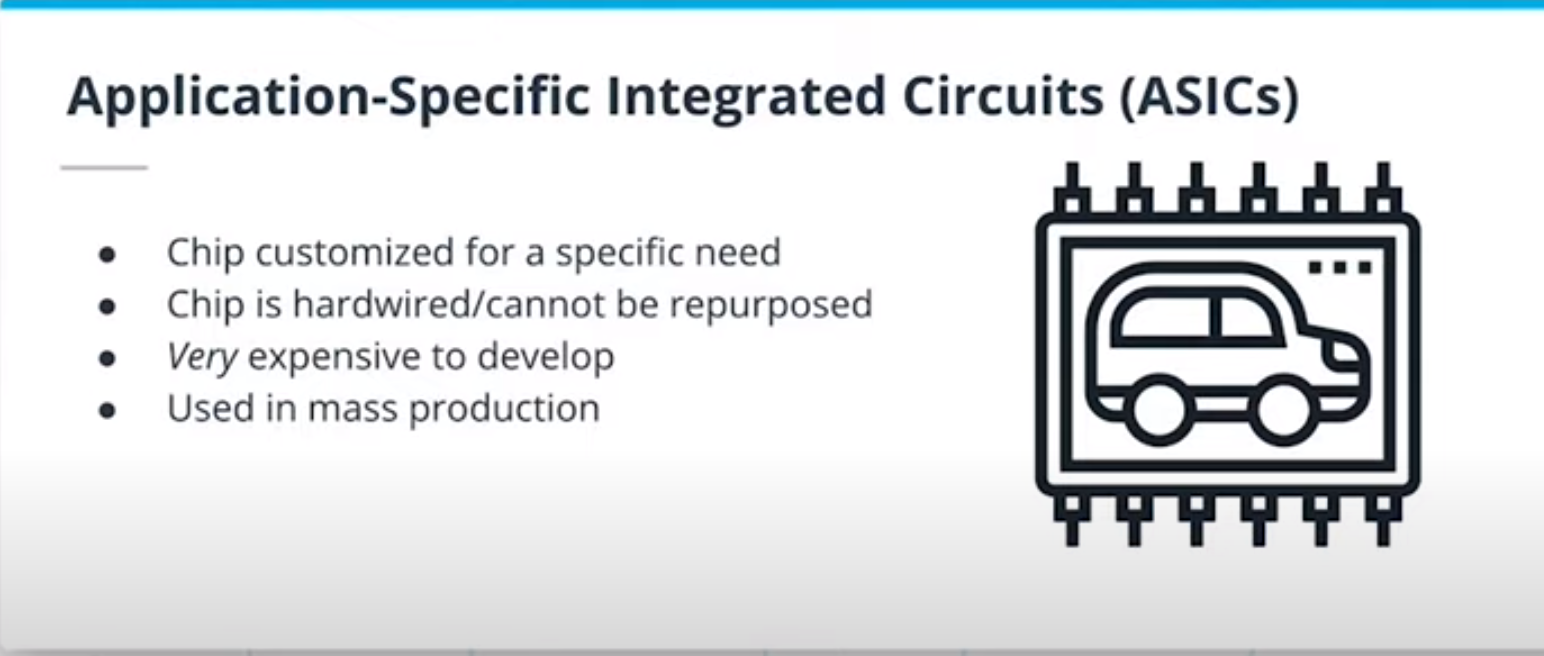 Application-Specific Integrated Circuits (ASICs)
● Chip customized for a specific need
● Chip is hardwired/cannot be repurposed
● Very expensive to develop
● Used in mass production